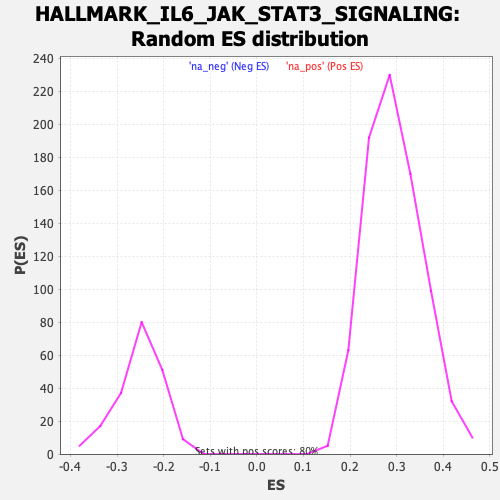 HALLMARK_IL6_JAK_STAT3_SIGNALING:
Random ES distribution
'na_neg' (Neg ES) 'na_pos' (Pos ES)
240
220
200
180
160
140
120
100
80
60
40
20
0
P(ES)
Sets with pos scores: 80%
-0.4 -0.3 -0.2 -0.1 0.0 0.1 0.2 0.3 0.4 0.5
ES